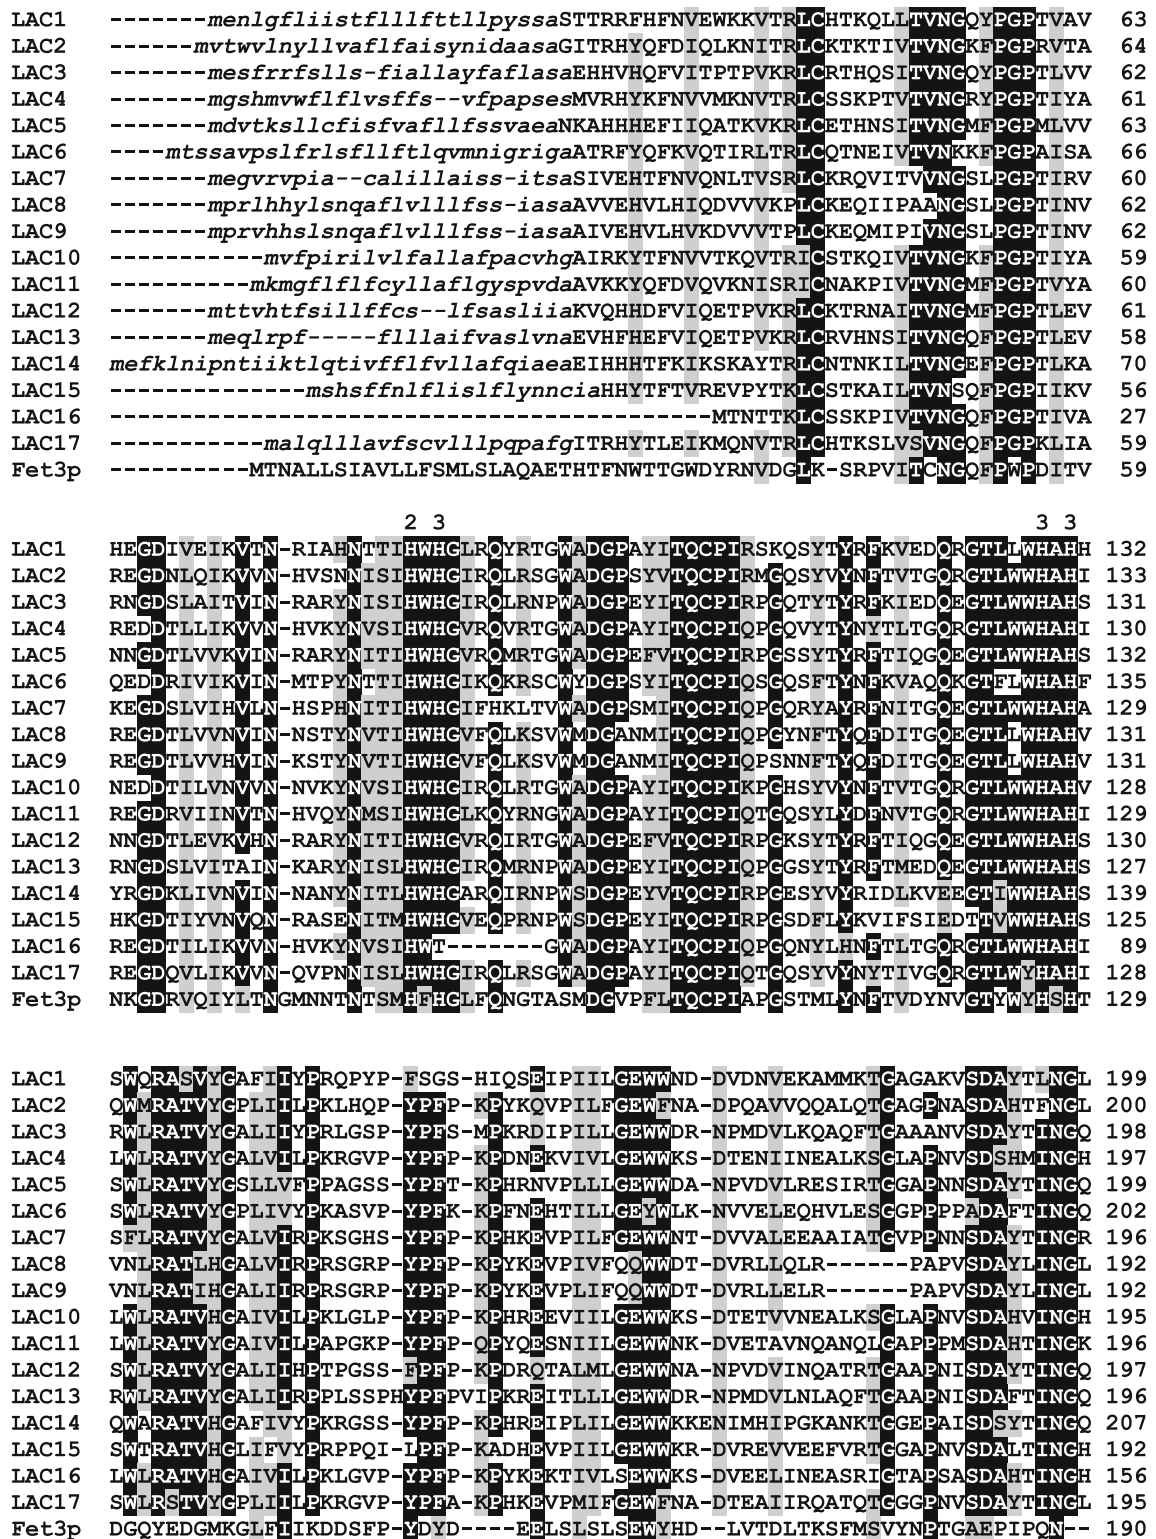 LAC1 -------menlgfliistflllfttllpyssaSTTRRFHFNVEWKKVTRLCHTKQLLTVNGQYPGPTVAV 63
LAC2 ------mvtwvlnyllvaflfaisynidaasaGITRHYQFDIQLKNITRLCKTKTIVTVNGKFPGPRVTA 64
LAC3 -------mesfrrfslls-fiallayfaflasaEHHVHQFVITPTPVKRLCRTHQSITVNGQYPGPTLVV 62
LAC4 -------mgshmvwflflvsffs--vfpapsesMVRHYKFNVVMKNVTRLCSSKPTVTVNGRYPGPTIYA 61
LAC5 -------mdvtksllcfisfvafllfssvaeaNKAHHHEFIIQATKVKRLCETHNSITVNGMFPGPMLVV 63
LAC6 ----mtssavpslfrlsfllftlqvmnigrigaATRFYQFKVQTIRLTRLCQTNEIVTVNKKFPGPAISA 66
LAC7 -------megvrvpia--calilllaiss-itsaSIVEHTFNVQNLTVSRLCKRQVITVVNGSLPGPTIRV 60
LAC8 -------mprlhhylsnqaflvlllfss-iasaAVVEHVLHIQDVVVKPLCKEQIIPAANGSLPGPTINV 62
LAC9 -------mprvhhslsnqaflvlllfss-iasaAIVEHVLHVKDVVVTPLCKEQMIPIVNGSLPGPTINV 62
LAC10 -----------mvfpirilvlfallafpacvhgAIRKYTFNVVTKQVTRICSTKQIVTVNGKFPGPTIYA 59
LAC11 ----------mkmgflflfcyllaflgyspvdaAVKKYQFDVQVKNISRICNAKPIVTVNGMFPGPTVYA 60
LAC12 -------mttvhtfsillffcs--lfsasliiaKVQHHDFVIQETPVKRLCKTRNAITVNGMFPGPTLEV 61
LAC13 -------meqlrpf-----flllaifvaslvnaEVHFHEFVIQETPVKRLCRVHNSITVNGQFPGPTLEV 58
LAC14 mefklnipntiiktlqtivfflfvllafqiaeaEIHHHTFKIKSKAYTRLCNTNKILTVNGEFPGPTLKA 70
LAC15 --------------mshsffnlflislflynnciaHHYTFTVREVPYTKLCSTKAILTVNSQFPGPIIKV 56
LAC16 -------------------------------------------MTNTTKLCSSKPIVTVNGQFPGPTIVA 27
LAC17 -----------malqlllavfscvlllpqpafgITRHYTLEIKMQNVTRLCHTKSLVSVNGQFPGPKLIA 59
Fet3p ----------MTNALLSIAVLLFSMLSLAQAETHTFNWTTGWDYRNVDGLK-SRPVITCNGQFPWPDITV 59
2 3 3 3
LAC1 HEGDIVEIKVTN-RIAHNTTIHWHGLRQYRTGWADGPAYITQCPIRSKQSYTYRFKVEDQRGTLLWHAHH 132
LAC2 REGDNLQIKVVN-HVSNNISIHWHGIRQLRSGWADGPSYVTQCPIRMGQSYVYNFTVTGQRGTLWWHAHI 133
LAC3 RNGDSLAITVIN-RARYNISIHWHGIRQLRNPWADGPEYITQCPIRPGQTYTYRFKIEDQEGTLWWHAHS 131
LAC4 REDDTLLIKVVN-HVKYNVSIHWHGVRQVRTGWADGPAYITQCPIQPGQVYTYNYTLTGQRGTLWWHAHI 130
LAC5 NNGDTLVVKVIN-RARYNITIHWHGVRQMRTGWADGPEFVTQCPIRPGSSYTYRFTIQGQEGTLWWHAHS 132
LAC6 QEDDRIVIKVIN-MTPYNTTIHWHGIKQKRSCWYDGPSYITQCPIQSGQSFTYNFKVAQQKGTFLWHAHF 135
LAC7 KEGDSLVIHVLN-HSPHNITIHWHGIFHKLTVWADGPSMITQCPIQPGQRYAYRFNITGQEGTLWWHAHA 129
LAC8 REGDTLVVNVIN-NSTYNVTIHWHGVFQLKSVWMDGANMITQCPIQPGYNFTYQFDITGQEGTLLWHAHV 131
LAC9 REGDTLVVHVIN-KSTYNVTIHWHGVFQLKSVWMDGANMITQCPIQPSNNFTYQFDITGQEGTLLWHAHV 131
LAC10 NEDDTILVNVVN-NVKYNVSIHWHGIRQLRTGWADGPAYITQCPIKPGHSYVYNFTVTGQRGTLWWHAHV 128
LAC11 REGDRVIINVTN-HVQYNMSIHWHGLKQYRNGWADGPAYITQCPIQTGQSYLYDFNVTGQRGTLWWHAHI 129
LAC12 NNGDTLEVKVHN-RARYNITIHWHGVRQIRTGWADGPEFVTQCPIRPGKSYTYRFTIQGQEGTLWWHAHS 130
LAC13 RNGDSLVITAIN-KARYNISLHWHGIRQMRNPWADGPEYITQCPIQPGGSYTYRFTMEDQEGTLWWHAHS 127
LAC14 YRGDKLIVNVIN-NANYNITLHWHGARQIRNPWSDGPEYVTQCPIRPGESYVYRIDLKVEEGTIWWHAHS 139
LAC15 HKGDTIYVNVQN-RASENITMHWHGVEQPRNPWSDGPEYITQCPIRPGSDFLYKVIFSIEDTTVWWHAHS 125
LAC16 REGDTILIKVVN-HVKYNVSIHWT-------GWADGPAYITQCPIQPGQNYLHNFTLTGQRGTLWWHAHI 89
LAC17 REGDQVLIKVVN-QVPNNISLHWHGIRQLRSGWADGPAYITQCPIQTGQSYVYNYTIVGQRGTLWYHAHI 128
Fet3p NKGDRVQIYLTNGMNNTNTSMHFHGLFQNGTASMDGVPFLTQCPIAPGSTMLYNFTVDYNVGTYWYHSHT 129
LAC1 SWQRASVYGAFIIYPRQPYP-FSGS-HIQSEIPIILGEWWND-DVDNVEKAMMKTGAGAKVSDAYTLNGL 199
LAC2 QWMRATVYGPLIILPKLHQP-YPFP-KPYKQVPILFGEWFNA-DPQAVVQQALQTGAGPNASDAHTFNGL 200
LAC3 RWLRATVYGALIIYPRLGSP-YPFS-MPKRDIPILLGEWWDR-NPMDVLKQAQFTGAAANVSDAYTINGQ 198
LAC4 LWLRATVYGALVILPKRGVP-YPFP-KPDNEKVIVLGEWWKS-DTENIINEALKSGLAPNVSDSHMINGH 197
LAC5 SWLRATVYGSLLVFPPAGSS-YPFT-KPHRNVPLLLGEWWDA-NPVDVLRESIRTGGAPNNSDAYTINGQ 199
LAC6 SWLRATVYGPLIVYPKASVP-YPFK-KPFNEHTILLGEYWLK-NVVELEQHVLESGGPPPPADAFTINGQ 202
LAC7 SFLRATVYGALVIRPKSGHS-YPFP-KPHKEVPILFGEWWNT-DVVALEEAAIATGVPPNNSDAYTINGR 196
LAC8 VNLRATLHGALVIRPRSGRP-YPFP-KPYKEVPIVFQQWWDT-DVRLLQLR------PAPVSDAYLINGL 192
LAC9 VNLRATIHGALVIRPRSGRP-YPFP-KPYKEVPLIFQQWWDT-DVRLLELR------PAPVSDAYLINGL 192
LAC10 LWLRATVHGAIVILPKLGLP-YPFP-KPHREEVIILGEWWKS-DTETVVNEALKSGLAPNVSDAHVINGH 195
LAC11 LWLRATVYGAIVILPAPGKP-YPFP-QPYQESNIILGEWWNK-DVETAVNQANQLGAPPPMSDAHTINGK 196
LAC12 SWLRATVYGALIIHPTPGSS-FPFP-KPDRQTALMLGEWWNA-NPVDVINQATRTGAAPNISDAYTINGQ 197
LAC13 RWLRATVYGALIIRPPLSSPHYPFPVIPKREITLLLGEWWDR-NPMDVLNLAQFTGAAPNISDAFTINGQ 196
LAC14 QWARATVHGAFIVYPKRGSS-YPFP-KPHREIPLILGEWWKKENIMHIPGKANKTGGEPAISDSYTINGQ 207
LAC15 SWTRATVHGLIFVYPRPPQI-LPFP-KADHEVPIILGEWWKR-DVREVVEEFVRTGGAPNVSDALTINGH 192
LAC16 LWLRATVHGAIVILPKLGVP-YPFP-KPYKEKTIVLSEWWKS-DVEELINEASRIGTAPSASDAHTINGH 156
LAC17 SWLRSTVYGPLIILPKRGVP-YPFA-KPHKEVPMIFGEWFNA-DTEAIIRQATQTGGGPNVSDAYTINGL 195
Fet3p DGQYEDGMKGLFIIKDDSFP-YDYD----EELSLSLSEWYHD-LVTDLTKSFMSVYNPTGAEPIPQN-- 190